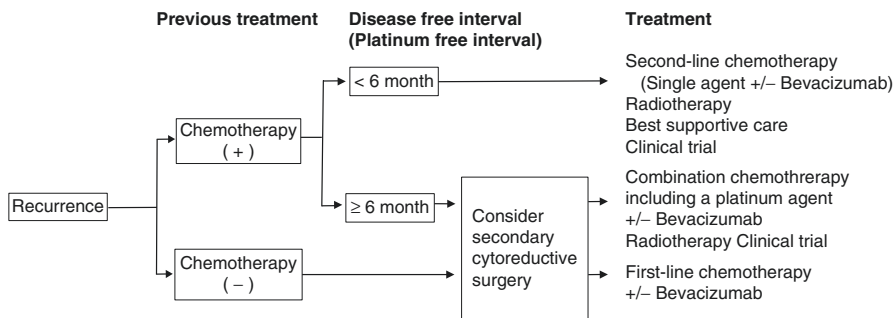 Previous treatment
Disease free interval
(Platinum free interval)
Treatment
Recurrence
Chemotherapy
( + )
Chemotherapy
( – )
< 6 month
≥ 6 month
Consider
secondary
cytoreductive
surgery
Second-line chemotherapy
(Single agent +/– Bevacizumab)
Radiotherapy
Best supportive care
Clinical trial
Combination chemothrerapy
including a platinum agent
+/– Bevacizumab
Radiotherapy Clinical trial
First-line chemotherapy
+/– Bevacizumab